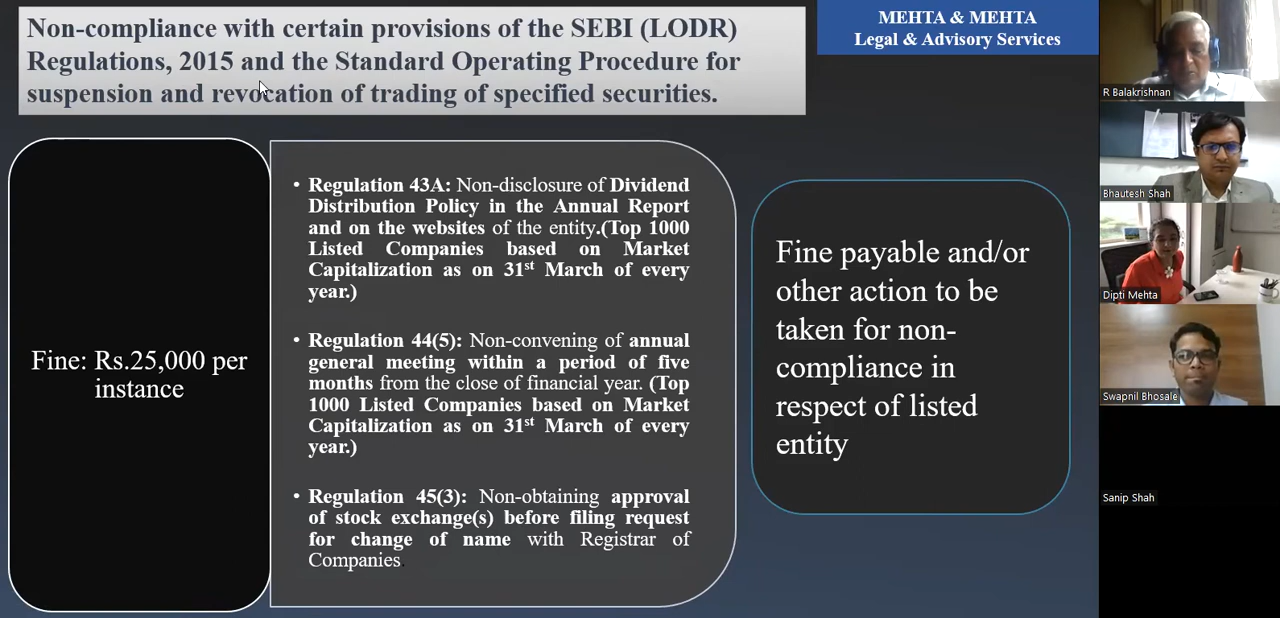 Non-compliance with certain provisions of the SEBI (LODR)
Regulations, 2015 and the Standard Operating Procedure for
suspension and revocation of trading of specified securities.
MEHTA & MEHTA
Legal & Advisory Services
Fine: Rs.25,000 per
instance
• Regulation 43A: Non-disclosure of Dividend
Distribution Policy in the Annual Report
and on the websites of the entity.(Top 1000
Listed Companies based on Market
Capitalization as on 31st March of every
year.)
• Regulation 44(5): Non-convening of annual
general meeting within a period of five
months from the close of financial year. (Top
1000 Listed Companies based on Market
Capitalization as on 31st March of every
year.)
• Regulation 45(3): Non-obtaining approval
of stock exchange(s) before filing request
for change of name with Registrar of
Companies
Fine payable and/or
other action to be
taken for non-
compliance in
respect of listed
entity
R Balakrishnan
Bhautesh Shah
Dipti Mehta
Swapnil Bhosale
Sanip Shah